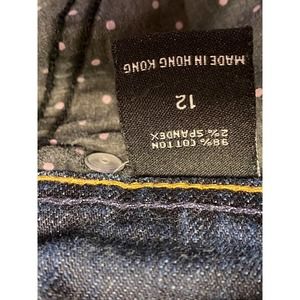 MADE IN HONG KONG
12
98% COTTON
2% SPANDEX